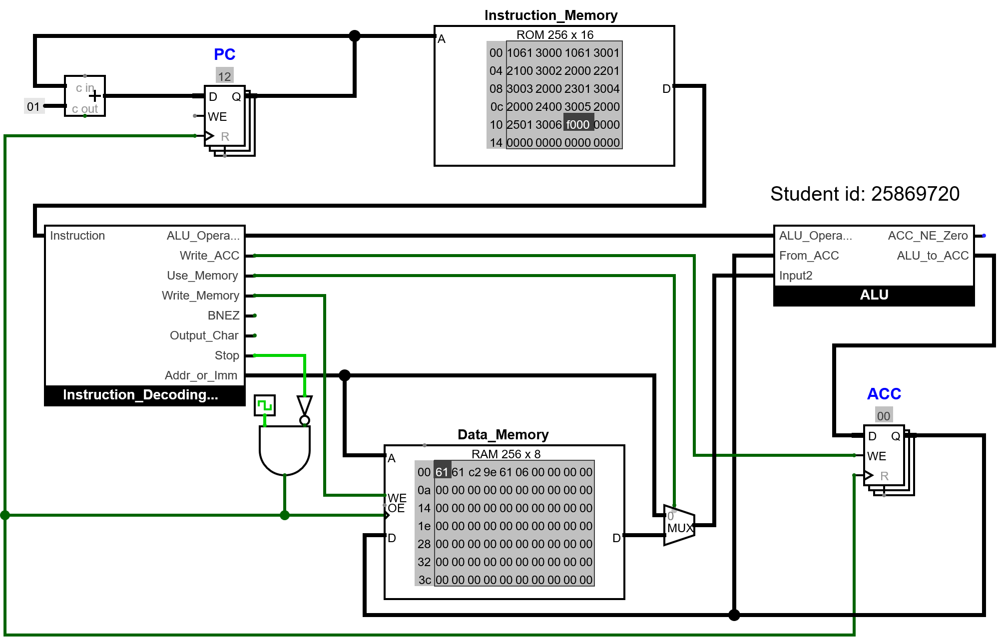 Instruction_Memory
ROM 256 x 16
A
00 1061 3000 1061 3001
04 2100 3002 2000 2201
08 3003 2000 2301 3004
0c 2000 2400 3005 2000
10 2501 3006 f000 0000
14 0000 0000 0000 0000
D
PC
12
c in
+
c out
01
D Q
WE
R
Student id: 25869720
Instruction
ALU_Opera...
Write_ACC
Use_Memory
Write_Memory
BNEZ
Output_Char
Stop
Addr_or_Imm
Instruction_Decoding...
ALU_Opera... ACC_NE_Zero
From_ACC ALU_to_ACC
Input2
ALU
ACC
00
D Q
WE
R
Data_Memory
RAM 256 x 8
A
00 61 61 c2 9e 61 06 00 00 00 00
0a 00 00 00 00 00 00 00 00 00 00
WE
OE
14 00 00 00 00 00 00 00 00 00 00
1e 00 00 00 00 00 00 00 00 00 00
D
28 00 00 00 00 00 00 00 00 00 00
32 00 00 00 00 00 00 00 00 00 00
3c 00 00 00 00 00 00 00 00 00 00
D
0
MUX